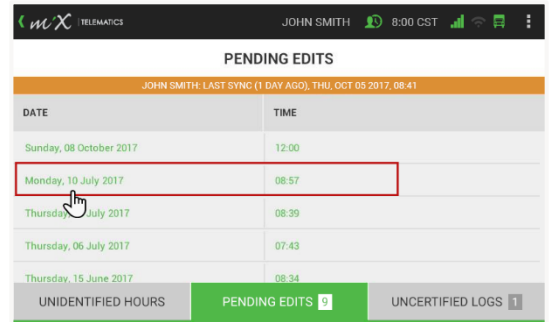 MiX TELEMATICS JOHN SMITH 8:00 CST
PENDING EDITS
JOHN SMITH: LAST SYNC (1 DAY AGO), THU, OCT 05 2017, 08:41
DATE TIME
Sunday, 08 October 2017 12:00
Monday, 10 July 2017 08:57
Thursday, July 2017 08:39
Thursday, 06 July 2017 07:43
Thursday, 15 June 2017 08:34
UNIDENTIFIED HOURS PENDING EDITS 9 UNCERTIFIED LOGS 1